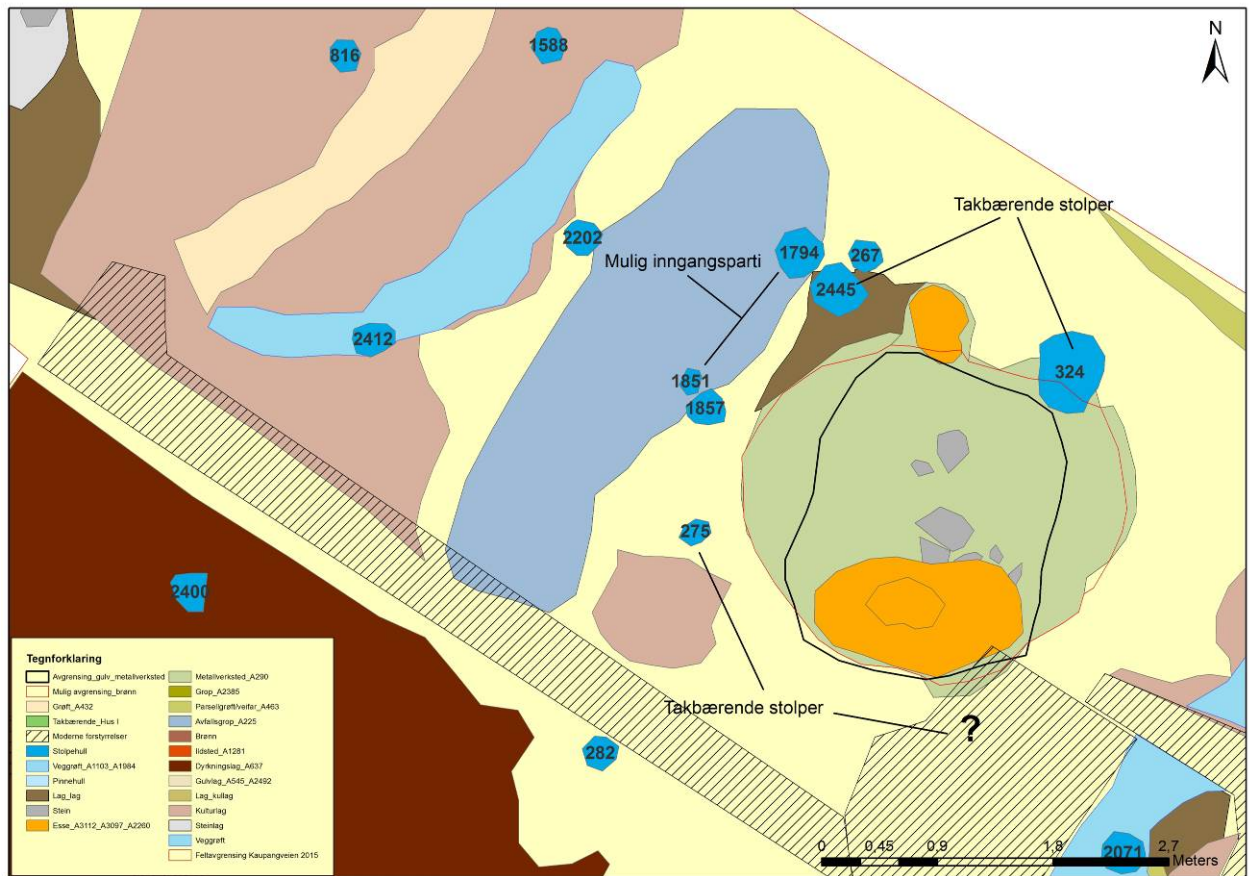 N
816
1588
Takbærende stolper
2202
1794
267
Mulig inngangsparti
2445
2412
324
1851
1857
275
2400
Takbærende stolper
?
282
2071
Tegnforklaring
Avgrensing_gulv_metallverksted
Mulig avgrensing_brønn
Grøft_A432
Takbærende_Hus I
Moderne forstyrrelser
Stolpehull
Veggrøft_A1103_A1984
Pinnehull
Lag_lag
Stein
Esse_A3112_A3097_A2260
Metallverksted_A290
Grop_A2385
Parsellgrøft/veifar_A463
Avfallsgrop_A225
Brønn
Ildsted_A1281
Dyrkningslag_A637
Gulvlag_A545_A2492
Lag_kullag
Kulturlag
Steinlag
Veggrøft
Feltavgrensing Kaupangveien 2015
0 0,45 0,9 1,8 2,7
Meters